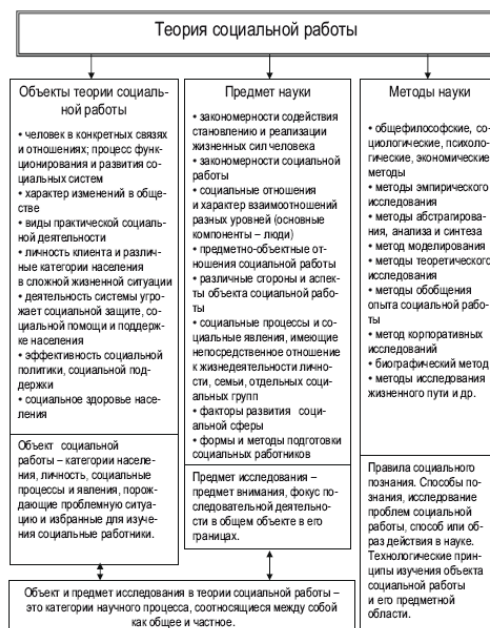 Теория социальной работы
Объекты теории социаль-
ной работы
• человек в конкретных связях
и отношениях; процесс функ-
ционирования и развития со-
циальных систем
• характер изменений в обще-
стве
• виды практической социаль-
ной деятельности
• личность клиента и различ-
ные категории населения
в сложной жизненной ситуации
• деятельность системы угро-
жает социальной защите, со-
циальной помощи и поддерж-
ке населения
• эффективность социальной
политики, социальной под-
держки
• социальное здоровье насе-
ления
Объект социальной
работы – категории населе-
ния, личность, социальные
процессы и явления, порож-
дающие проблемную ситуа-
цию и избранные для изуче-
ния социальные работники.
Предмет науки
• закономерности содействия
становлению и реализации
жизненных сил человека
• закономерности социальной
работы
• социальные отношения
и характер взаимоотношений
разных уровней (основные
компоненты – люди)
• предметно-объектные от-
ношения социальной работы
• различные стороны и аспек-
ты объекта социальной рабо-
ты
• социальные процессы и со-
циальные явления, имеющие
непосредственное отношение
к жизнедеятельности лично-
сти, семьи, отдельных социаль-
ных групп
• факторы развития социаль-
ной сферы
• формы и методы подготовки
социальных работников
Предмет исследования –
предмет внимания, фокус по-
следовательной деятельно-
сти в общем объекте в его
границах.
Методы науки
• общефилософские, со-
циологические, психоло-
гические, экономические
методы
• методы эмпирического
исследования
• методы абстрагирова-
ния, анализа и синтеза
• метод моделирования
• методы теоретического
исследования
• методы обобщения
опыта социальной рабо-
ты
• метод корпоративных
исследований
• биографический метод
• методы исследования
жизненного пути и др.
Правила социального
познания. Способы по-
знания, исследование
проблем социальной
работы, способ или об-
раз действия в науке.
Технологические прин-
ципы изучения объекта
социальной работы
и его предметной
области.
Объект и предмет исследования в теории социальной работы –
это категории научного процесса, соотносящиеся между собой
как общее и частное.